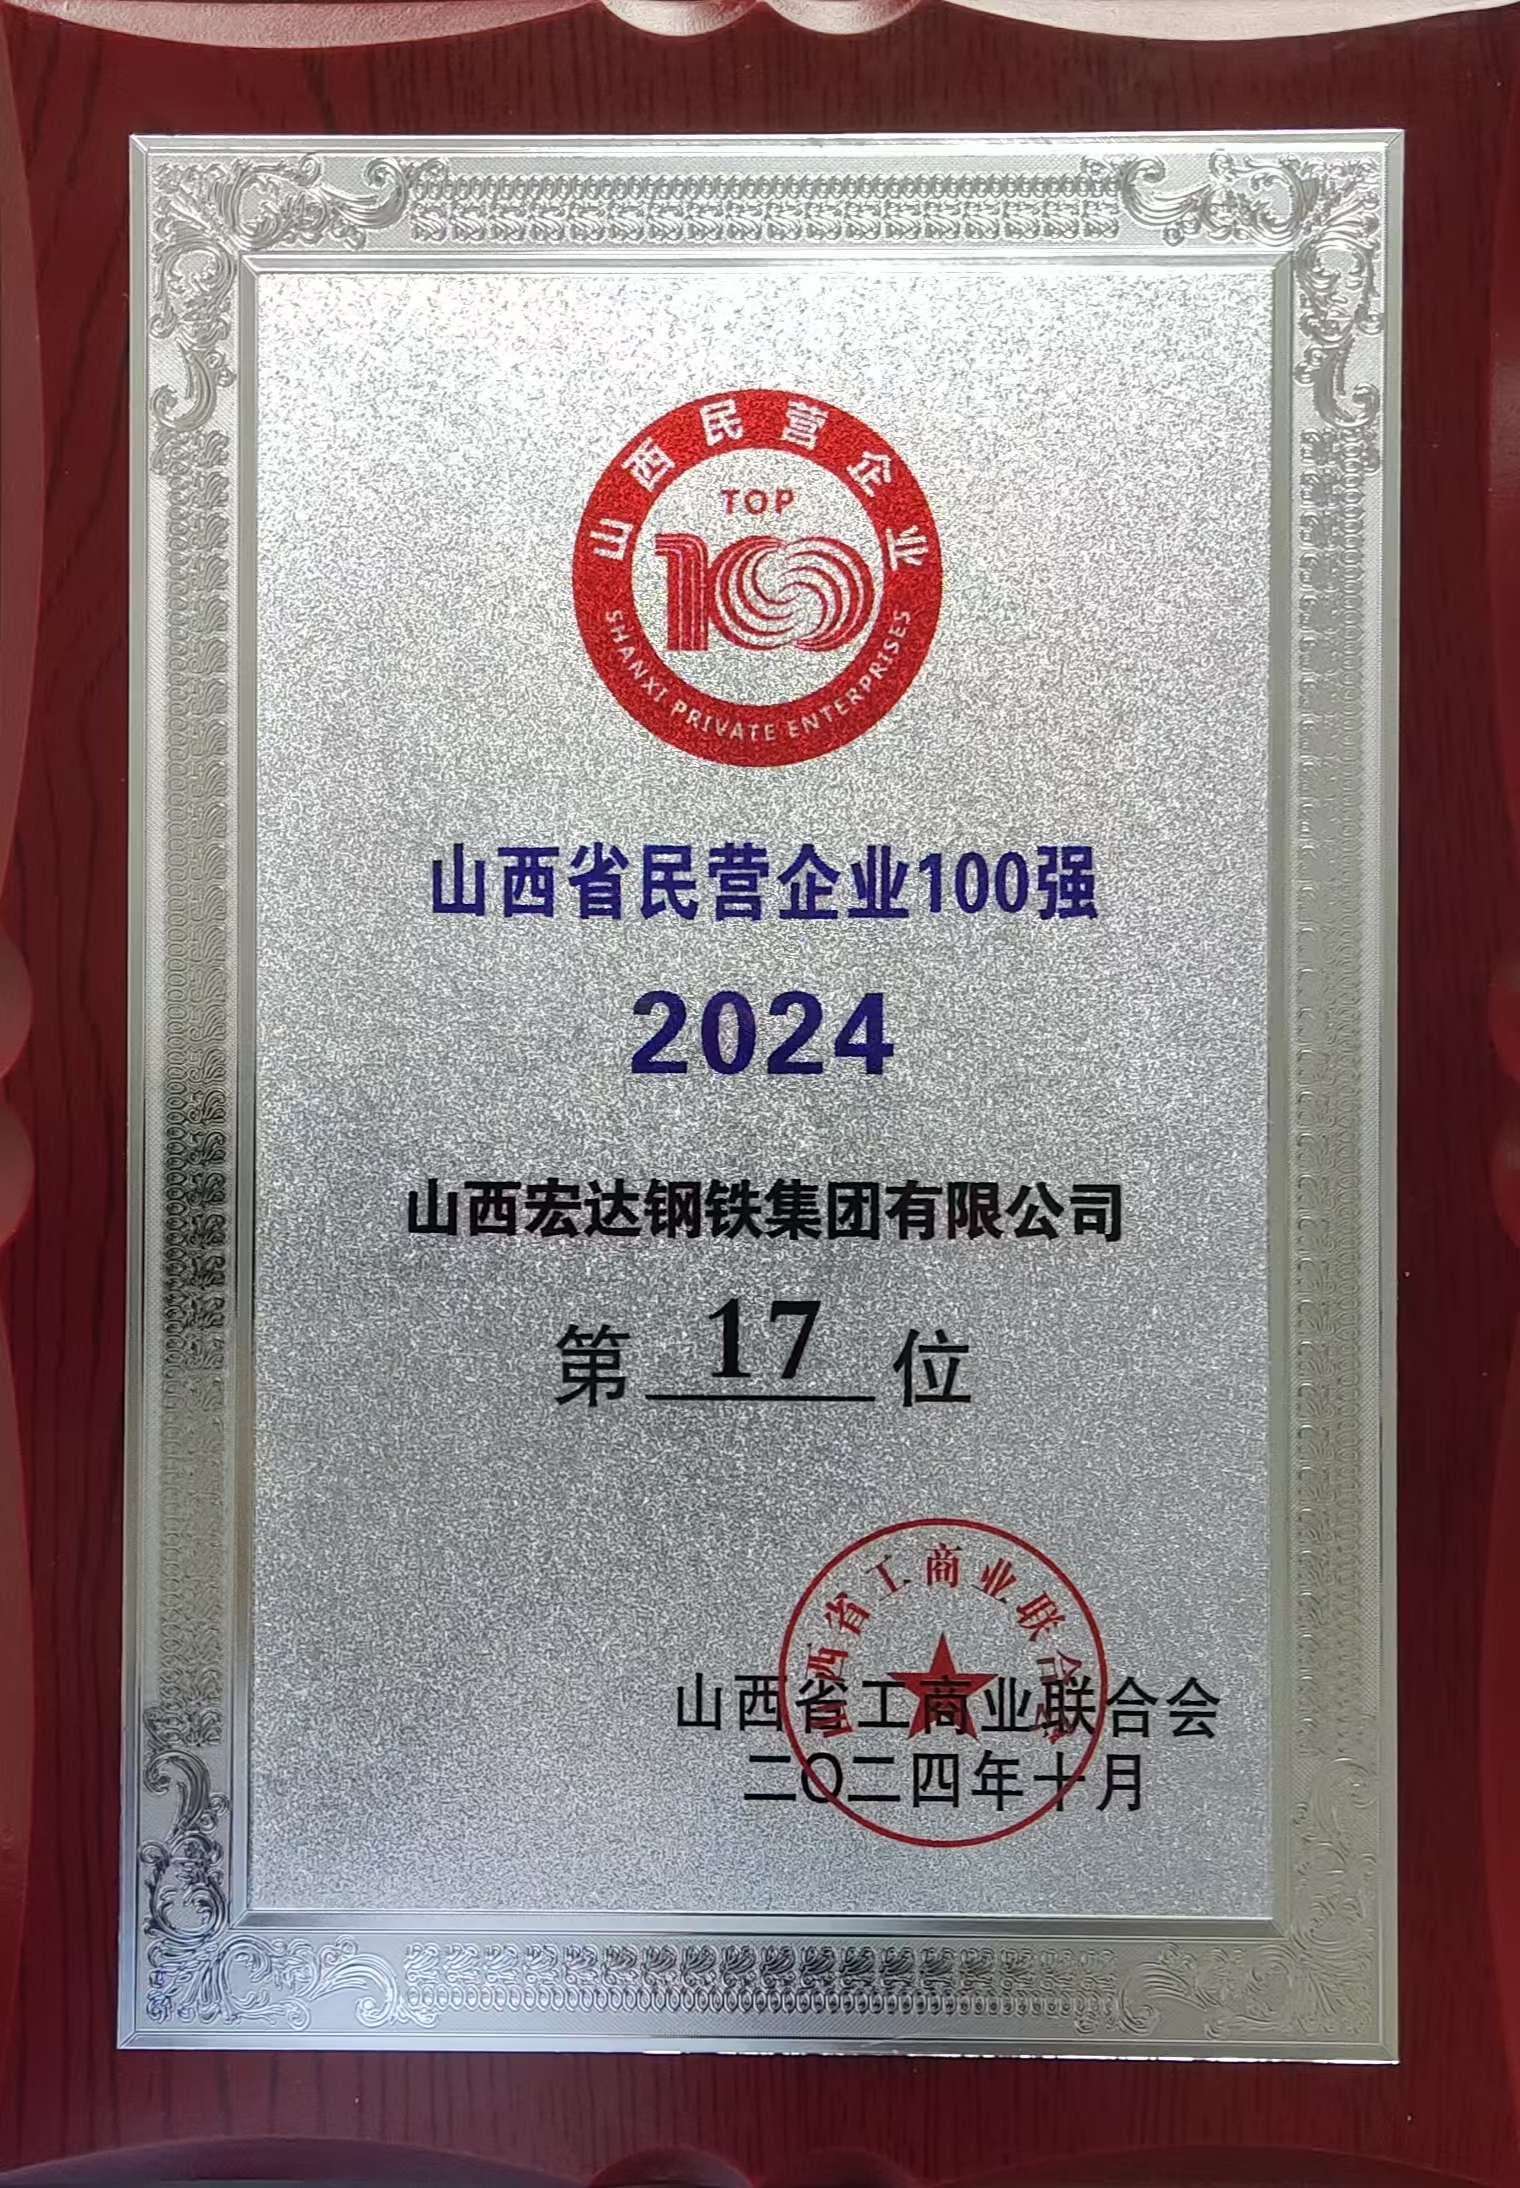 山西民营企业
TOP
100
SHANXI PRIVATE ENTERPRISES
山西省民营企业100强
2024
山西宏达钢铁集团有限公司
第 17 位
山西省工商业联合会
山西省工商业联合会
二〇二四年十月